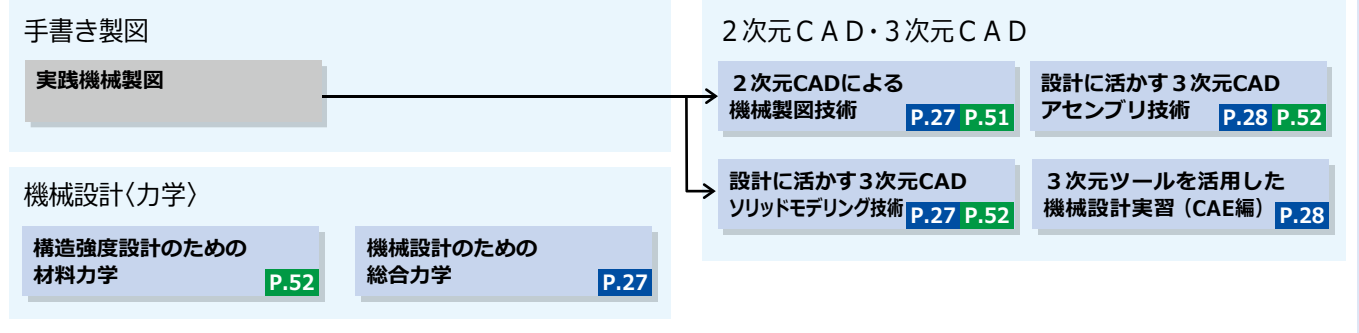 手書き製図
実践機械製図
機械設計〈力学〉
構造強度設計のための
材料力学 P.52
機械設計のための
総合力学 P.27
２次元ＣＡＤ・３次元ＣＡＤ
２次元CADによる
機械製図技術 P.27 P.51
設計に活かす３次元CAD
アセンブリ技術 P.28 P.52
設計に活かす3次元CAD
ソリッドモデリング技術 P.27 P.52
３次元ツールを活用した
機械設計実習（CAE編） P.28